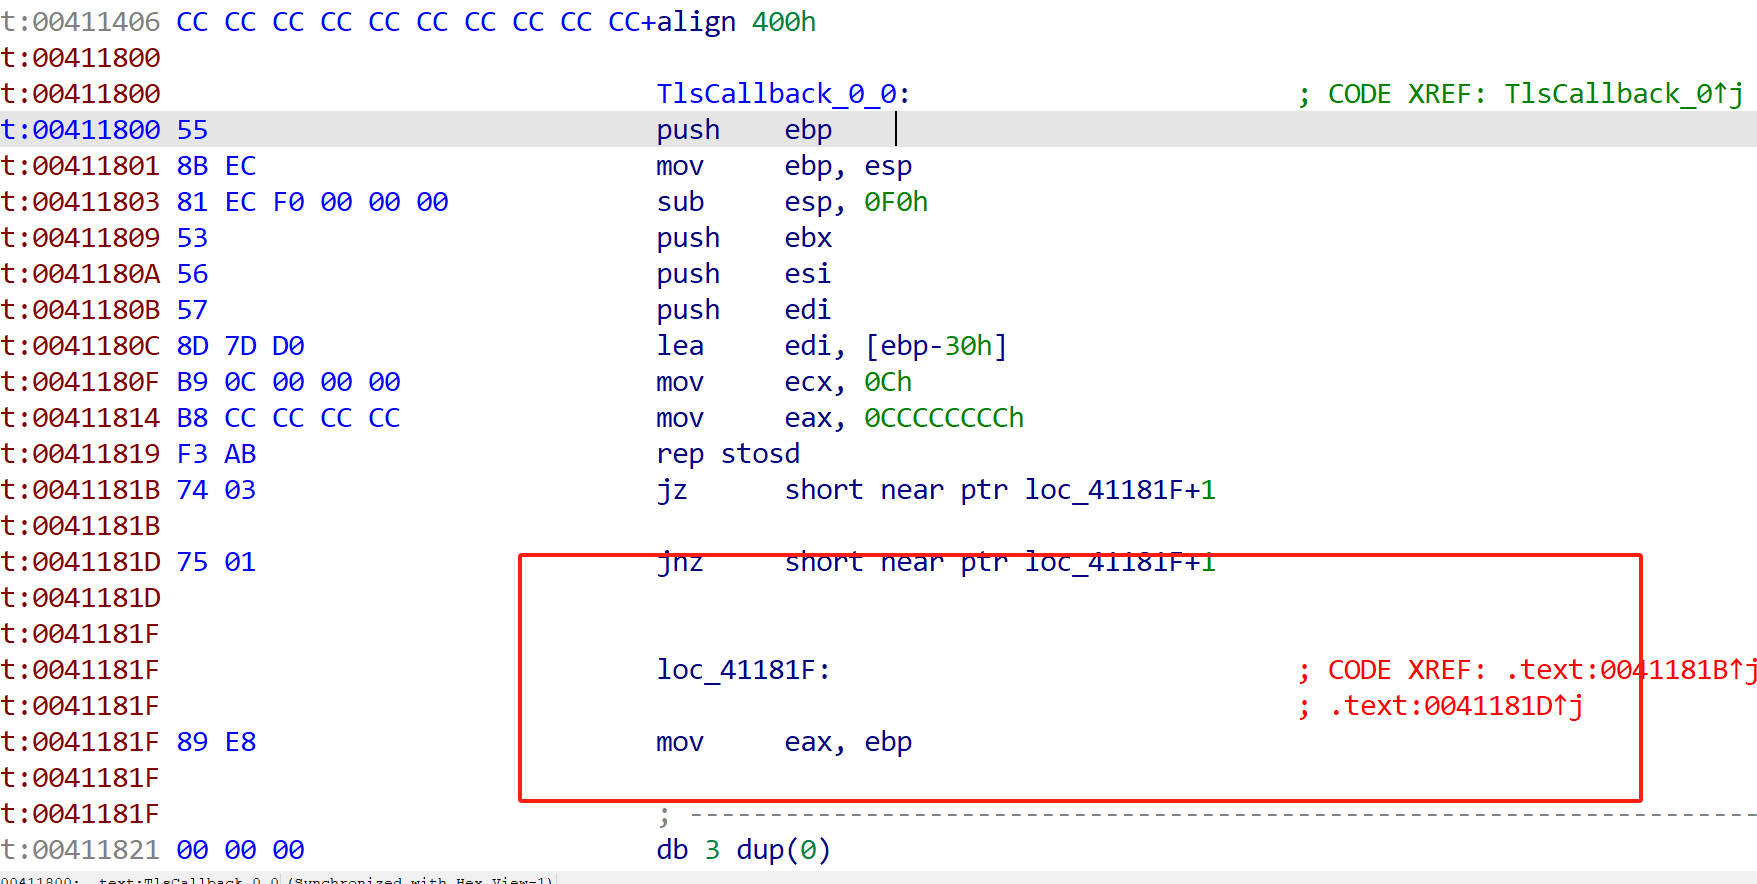 t:00411406 CC CC CC CC CC CC CC CC CC CC+align 400h
t:00411800
t:00411800 TlsCallback_0_0: ; CODE XREF: TlsCallback_0↑j
t:00411800 55 push ebp
t:00411801 8B EC mov ebp, esp
t:00411803 81 EC F0 00 00 00 sub esp, 0F0h
t:00411809 53 push ebx
t:0041180A 56 push esi
t:0041180B 57 push edi
t:0041180C 8D 7D D0 lea edi, [ebp-30h]
t:0041180F B9 0C 00 00 00 mov ecx, 0Ch
t:00411814 B8 CC CC CC CC mov eax, 0CCCCCCCCh
t:00411819 F3 AB rep stosd
t:0041181B 74 03 jz short near ptr loc_41181F+1
t:0041181B
t:0041181D 75 01 jnz short near ptr loc_41181F+1
t:0041181D
t:0041181F
t:0041181F loc_41181F: ; CODE XREF: .text:0041181B↑j
t:0041181F ; .text:0041181D↑j
t:0041181F 89 E8 mov eax, ebp
t:0041181F
t:0041181F ; ---------------------------------------------------------------------------
t:00411821 00 00 00 db 3 dup(0)
00411800: .text:TlsCallback_0_0 (Synchronized with Hex View-1)